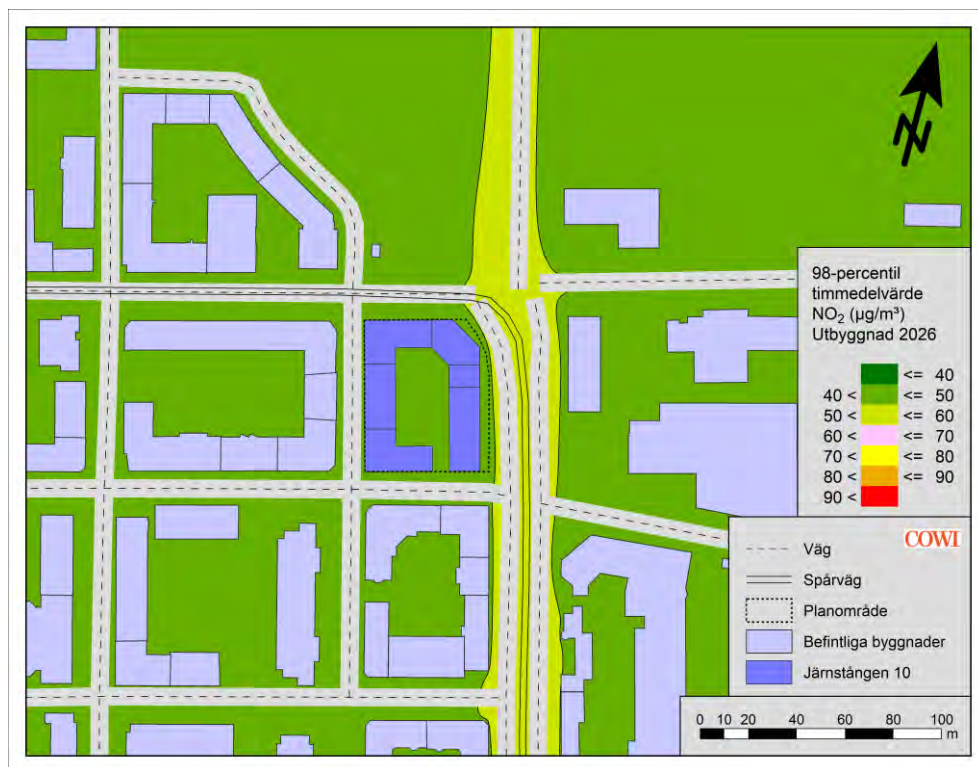 98-percentil
timmedelvärde
NO₂ (µg/m³)
Utbyggnad 2026
<= 40
40 < <= 50
50 < <= 60
60 < <= 70
70 < <= 80
80 < <= 90
90 <
COWI
Väg
Spårväg
Planområde
Befintliga byggnader
Järnstången 10
0 10 20 40 60 80 100
m
N